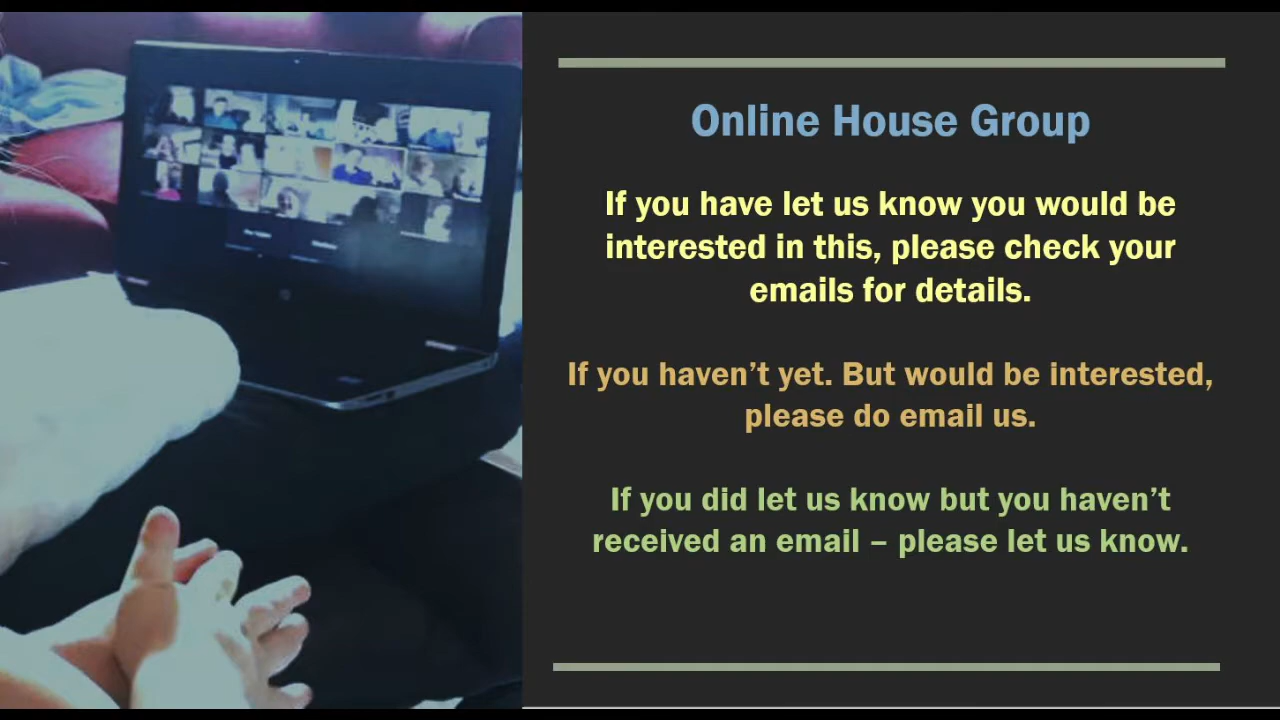 Online House Group
If you have let us know you would be
interested in this, please check your
emails for details.
If you haven’t yet. But would be interested,
please do email us.
If you did let us know but you haven’t
received an email – please let us know.